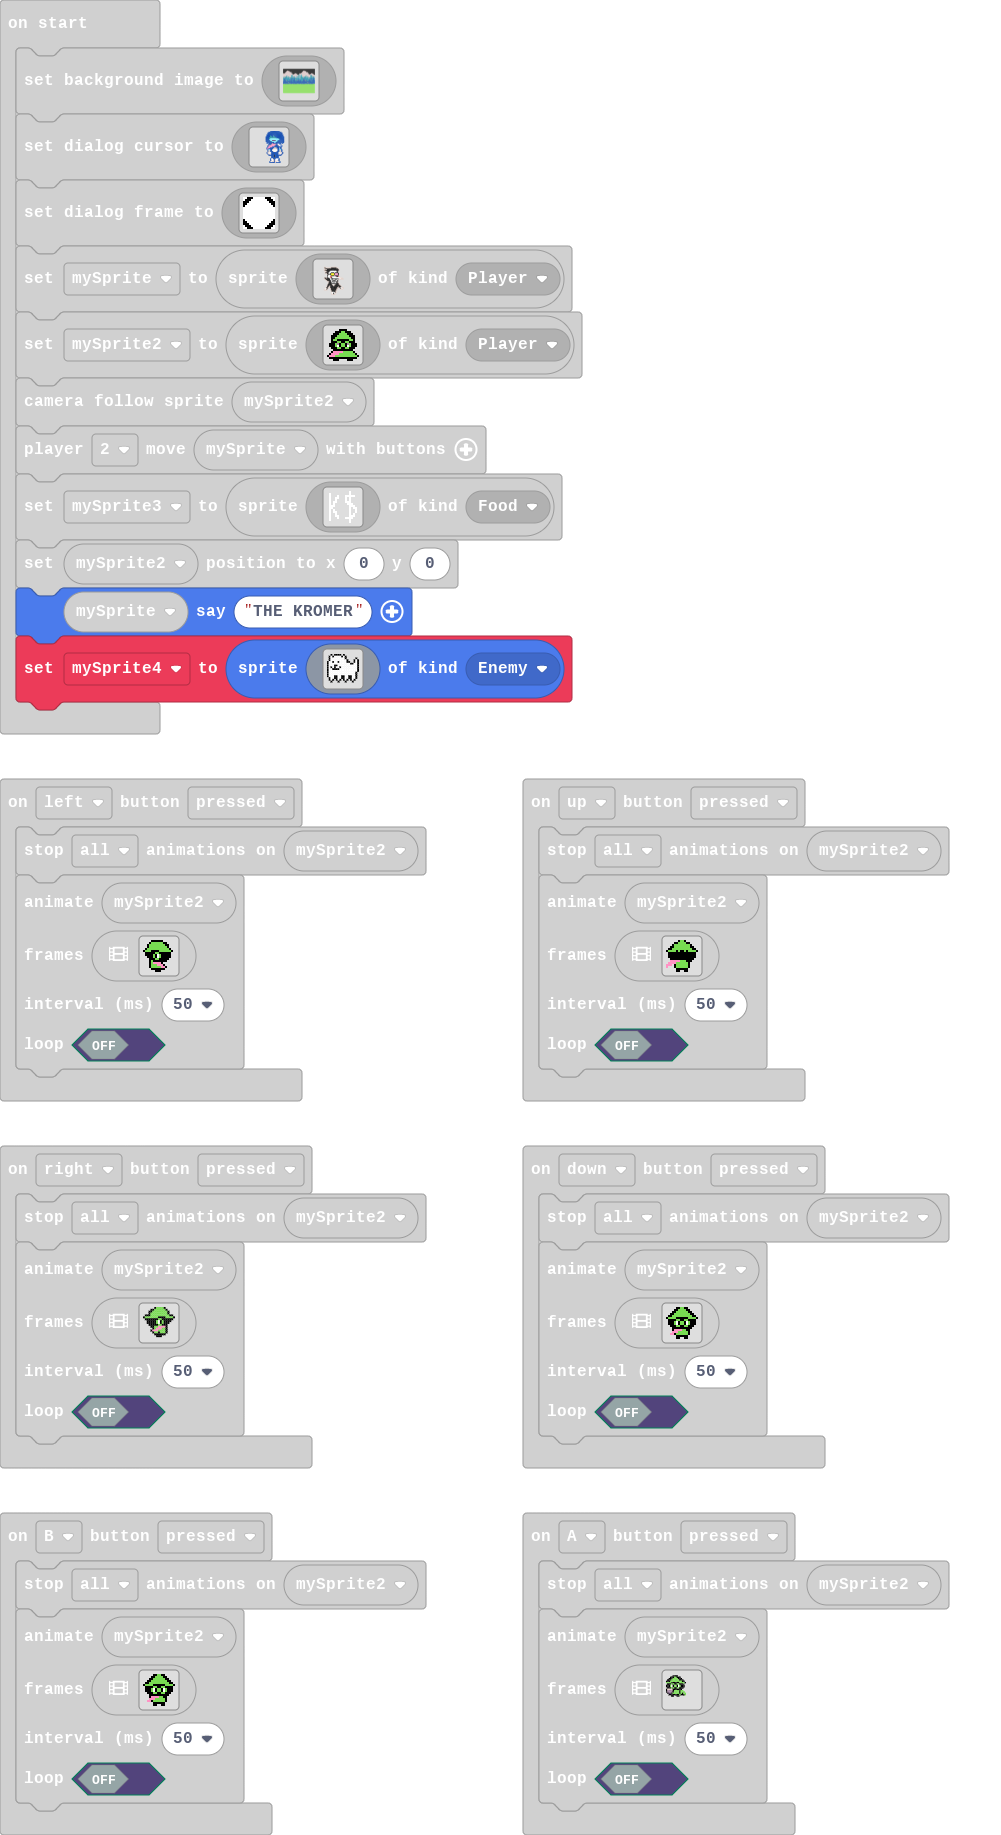 on start
set background image to
set dialog cursor to
set dialog frame to
set mySprite to sprite of kind Player
set mySprite2 to sprite of kind Player
camera follow sprite mySprite2
player 2 move mySprite with buttons
set mySprite3 to sprite K$ of kind Food
set mySprite2 position to x 0 y 0
mySprite say "THE KROMER"
set mySprite4 to sprite of kind Enemy
on left button pressed
stop all animations on mySprite2
animate mySprite2
frames
interval (ms) 50
loop OFF
on up button pressed
stop all animations on mySprite2
animate mySprite2
frames
interval (ms) 50
loop OFF
on right button pressed
stop all animations on mySprite2
animate mySprite2
frames
interval (ms) 50
loop OFF
on down button pressed
stop all animations on mySprite2
animate mySprite2
frames
interval (ms) 50
loop OFF
on B button pressed
stop all animations on mySprite2
animate mySprite2
frames
interval (ms) 50
loop OFF
on A button pressed
stop all animations on mySprite2
animate mySprite2
frames
interval (ms) 50
loop OFF